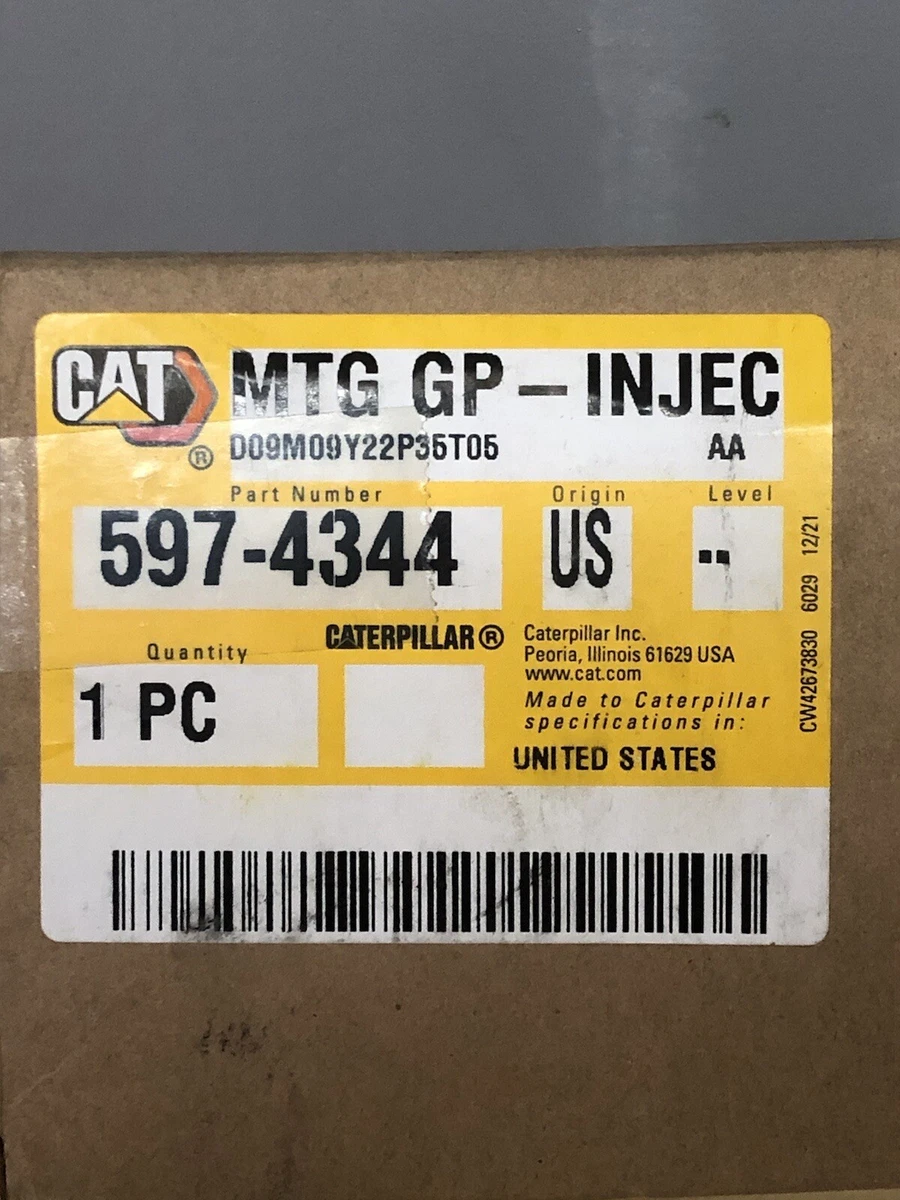 CAT ®
MTG GP-INJEC
D09M09Y22P35T05 AA
Part Number Origin Level
597-4344 US --
Quantity
1 PC
CATERPILLAR®
Caterpillar Inc.
Peoria, Illinois 61629 USA
www.cat.com
Made to Caterpillar
specifications in:
UNITED STATES
CW42673830 6029 12/21